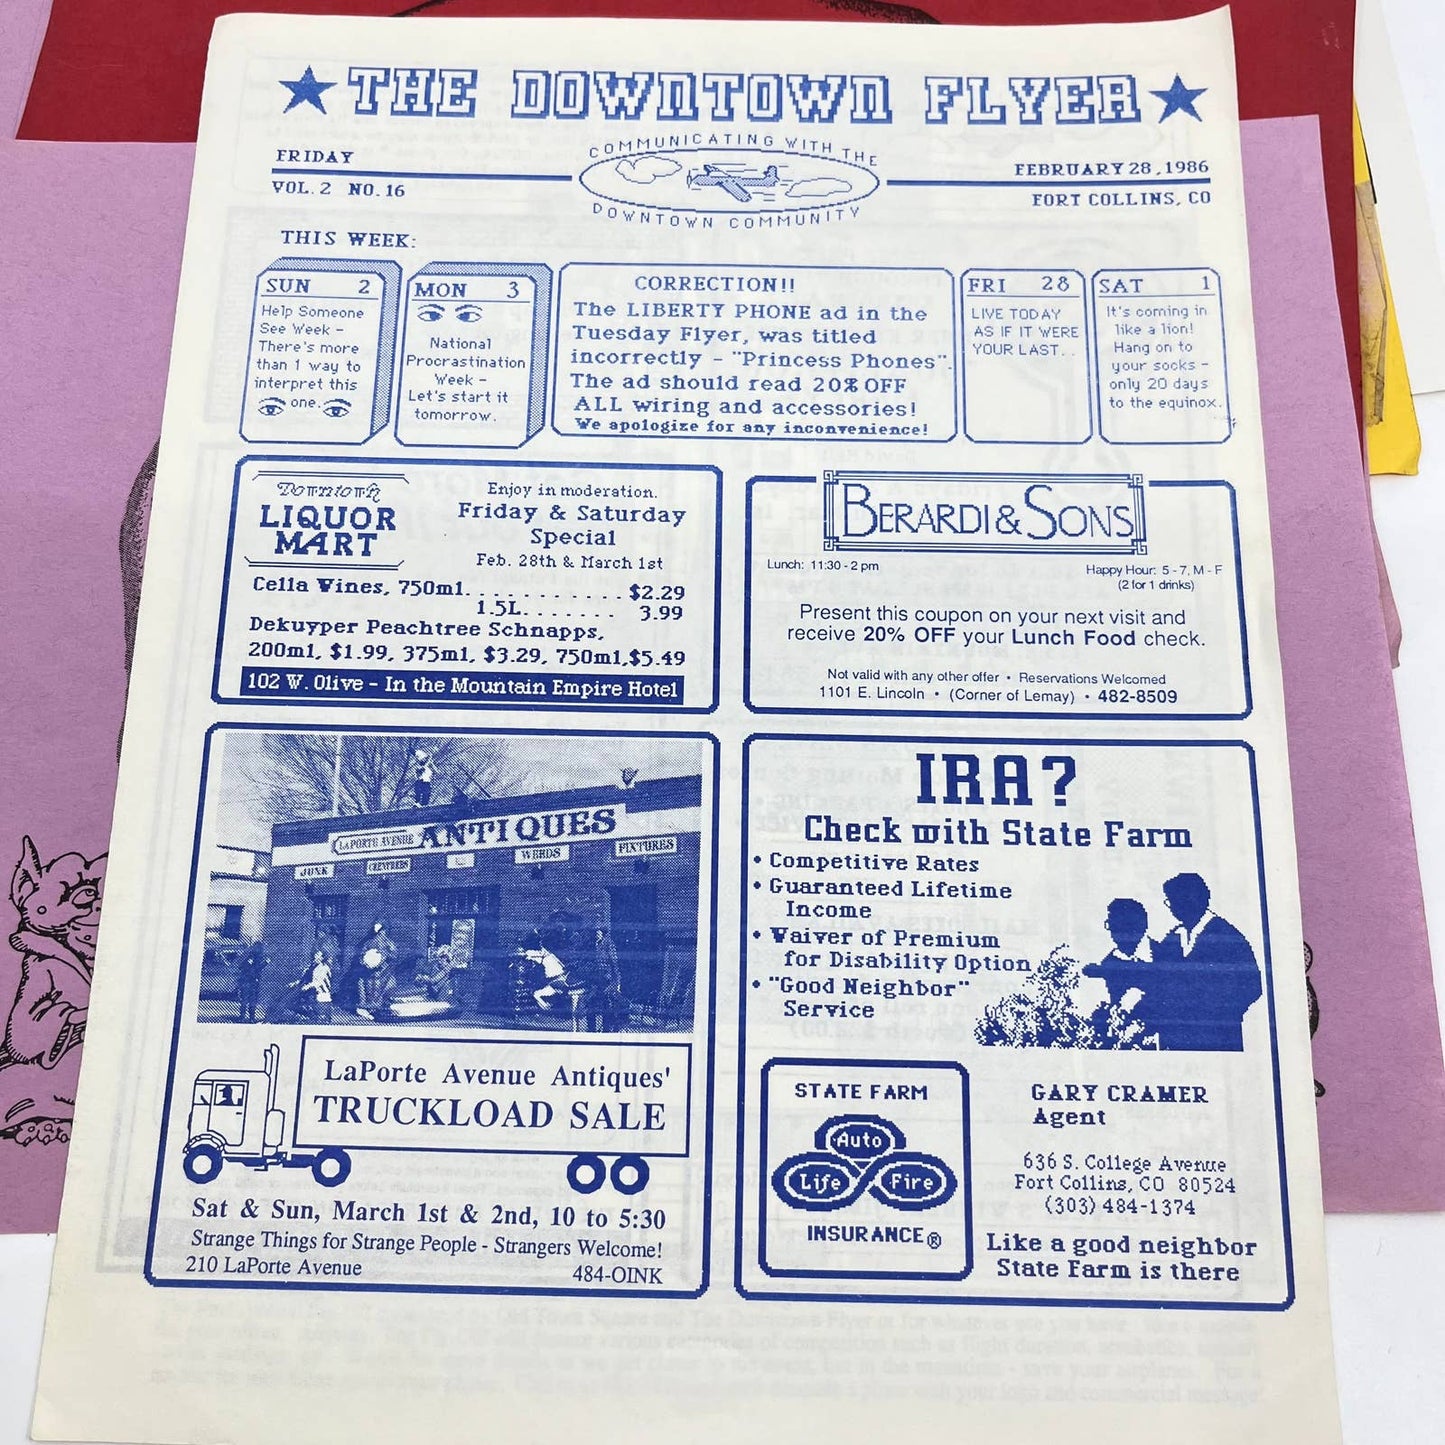 THE DOWNTOWN FLYER
COMMUNICATING WITH THE
DOWNTOWN COMMUNITY
FRIDAY
VOL. 2 NO. 16
FEBRUARY 28, 1986
FORT COLLINS, CO
THIS WEEK:
SUN 2
Help Someone
See Week -
There's more
than 1 way to
interpret this
one.
MON 3
National
Procrastination
Week -
Let's start it
tomorrow.
CORRECTION!!
The LIBERTY PHONE ad in the
Tuesday Flyer, was titled
incorrectly - "Princess Phones".
The ad should read 20% OFF
ALL wiring and accessories!
We apologize for any inconvenience!
FRI 28
LIVE TODAY
AS IF IT WERE
YOUR LAST. .
SAT 1
It's coming in
like a lion!
Hang on to
your socks -
only 20 days
to the equinox.
Downtown
LIQUOR
MART
Enjoy in moderation.
Friday & Saturday
Special
Feb. 28th & March 1st
Cella Wines, 750ml. . . . . . . . . . . . $2.29
1.5L. . . . . . . 3.99
Dekuyper Peachtree Schnapps,
200ml, $1.99, 375ml, $3.29, 750ml,$5.49
102 W. Olive - In the Mountain Empire Hotel
BERARDI & SONS
Lunch: 11:30 - 2 pm
Happy Hour: 5 - 7, M - F
(2 for 1 drinks)
Present this coupon on your next visit and
receive 20% OFF your Lunch Food check.
Not valid with any other offer • Reservations Welcomed
1101 E. Lincoln • (Corner of Lemay) • 482-8509
LAPORTE AVENUE ANTIQUES
JUNK
WEIRDS
FIXTURES
LaPorte Avenue Antiques'
TRUCKLOAD SALE
Sat & Sun, March 1st & 2nd, 10 to 5:30
Strange Things for Strange People - Strangers Welcome!
210 LaPorte Avenue 484-OINK
IRA?
Check with State Farm
• Competitive Rates
• Guaranteed Lifetime
Income
• Waiver of Premium
for Disability Option
• "Good Neighbor"
Service
STATE FARM
Auto
Life Fire
INSURANCE®
GARY CRAMER
Agent
636 S. College Avenue
Fort Collins, CO 80524
(303) 484-1374
Like a good neighbor
State Farm is there